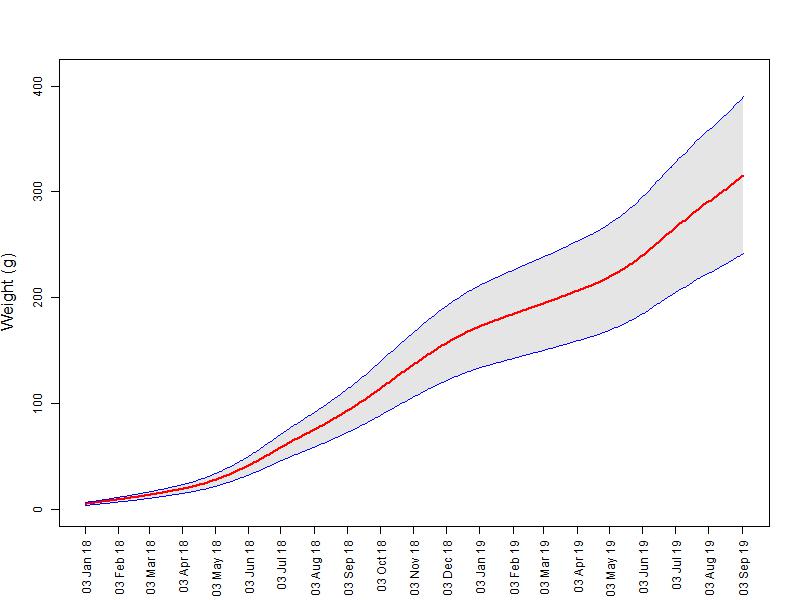 Weight (g)
400
300
200
100
0
03 Jan 18
03 Feb 18
03 Mar 18
03 Apr 18
03 May 18
03 Jun 18
03 Jul 18
03 Aug 18
03 Sep 18
03 Oct 18
03 Nov 18
03 Dec 18
03 Jan 19
03 Feb 19
03 Mar 19
03 Apr 19
03 May 19
03 Jun 19
03 Jul 19
03 Aug 19
03 Sep 19